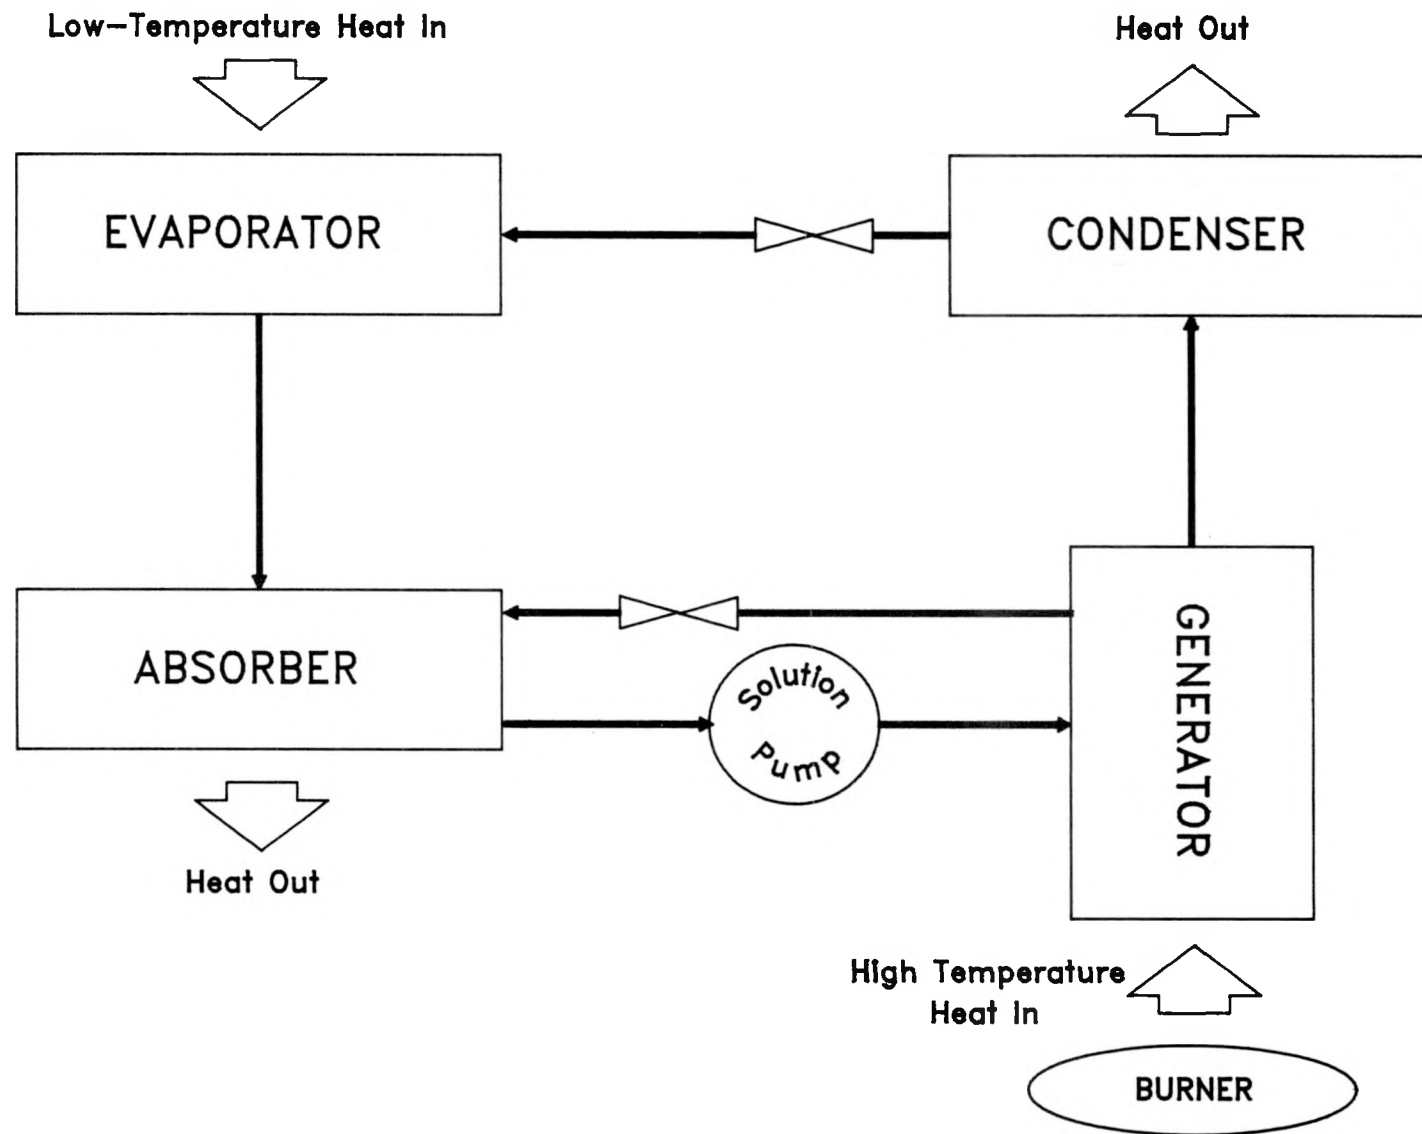 Low-Temperature Heat In
Heat Out
EVAPORATOR
CONDENSER
ABSORBER
Solution
Pump
GENERATOR
Heat Out
High Temperature
Heat In
BURNER